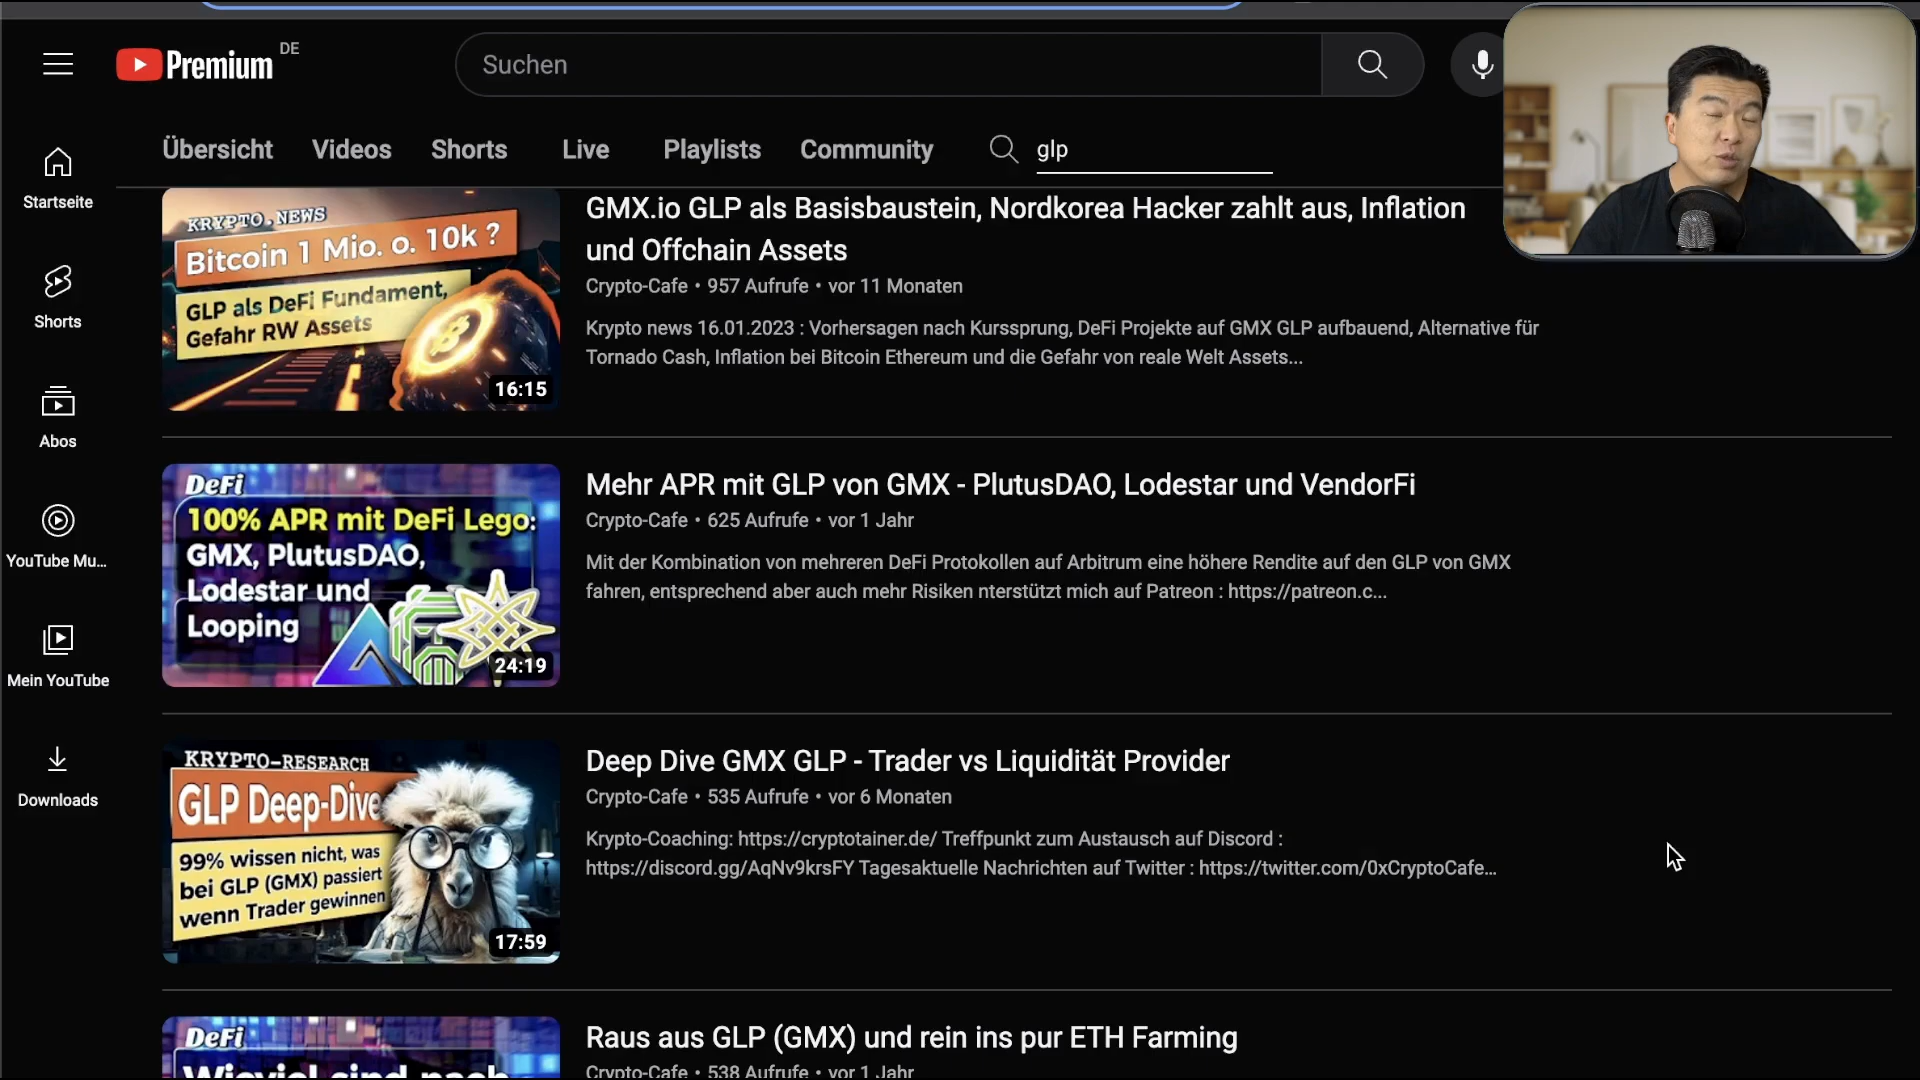 Premium DE
Suchen
Übersicht Videos Shorts Live Playlists Community glp
Startseite
Shorts
Abos
YouTube Mu...
Mein YouTube
Downloads
KRYPTO.NEWS
Bitcoin 1 Mio. o. 10k ?
GLP als DeFi Fundament,
Gefahr RW Assets
16:15
GMX.io GLP als Basisbaustein, Nordkorea Hacker zahlt aus, Inflation
und Offchain Assets
Crypto-Cafe • 957 Aufrufe • vor 11 Monaten
Krypto news 16.01.2023 : Vorhersagen nach Kurssprung, DeFi Projekte auf GMX GLP aufbauend, Alternative für
Tornado Cash, Inflation bei Bitcoin Ethereum und die Gefahr von reale Welt Assets...
DeFi
100% APR mit DeFi Lego:
GMX, PlutusDAO,
Lodestar und
Looping
24:19
Mehr APR mit GLP von GMX - PlutusDAO, Lodestar und VendorFi
Crypto-Cafe • 625 Aufrufe • vor 1 Jahr
Mit der Kombination von mehreren DeFi Protokollen auf Arbitrum eine höhere Rendite auf den GLP von GMX
fahren, entsprechend aber auch mehr Risiken nterstützt mich auf Patreon : https://patreon.c...
KRYPTO-RESEARCH
GLP Deep-Dive
99% wissen nicht, was
bei GLP (GMX) passiert
wenn Trader gewinnen
17:59
Deep Dive GMX GLP - Trader vs Liquidität Provider
Crypto-Cafe • 535 Aufrufe • vor 6 Monaten
Krypto-Coaching: https://cryptotainer.de/ Treffpunkt zum Austausch auf Discord :
https://discord.gg/AqNv9krsFY Tagesaktuelle Nachrichten auf Twitter : https://twitter.com/0xCryptoCafe...
DeFi
Wieviel sind noch
Raus aus GLP (GMX) und rein ins pur ETH Farming
Crypto-Cafe • 538 Aufrufe • vor 1 Jahr